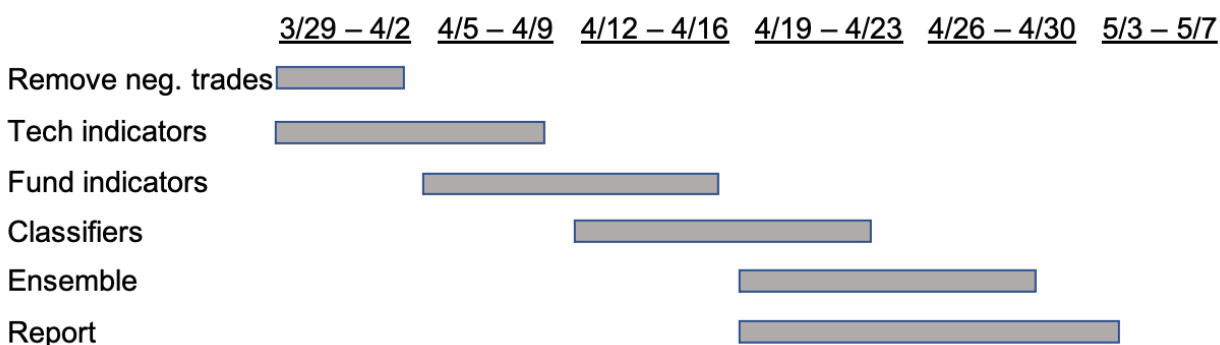 3/29 – 4/2 4/5 – 4/9 4/12 – 4/16 4/19 – 4/23 4/26 – 4/30 5/3 – 5/7
Remove neg. trades
Tech indicators
Fund indicators
Classifiers
Ensemble
Report